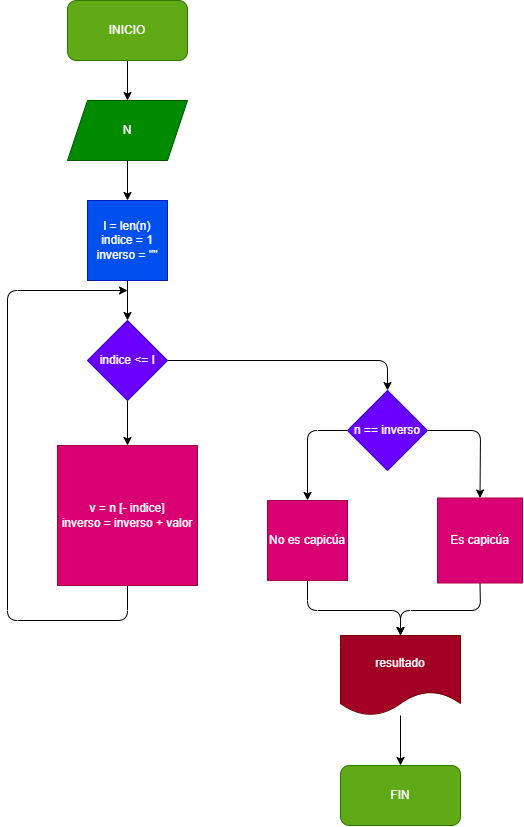 INICIO
N
l = len(n)
indice = 1
inverso = ""
indice <= l
n == inverso
v = n [- indice]
inverso = inverso + valor
No es capicúa
Es capicúa
resultado
FIN